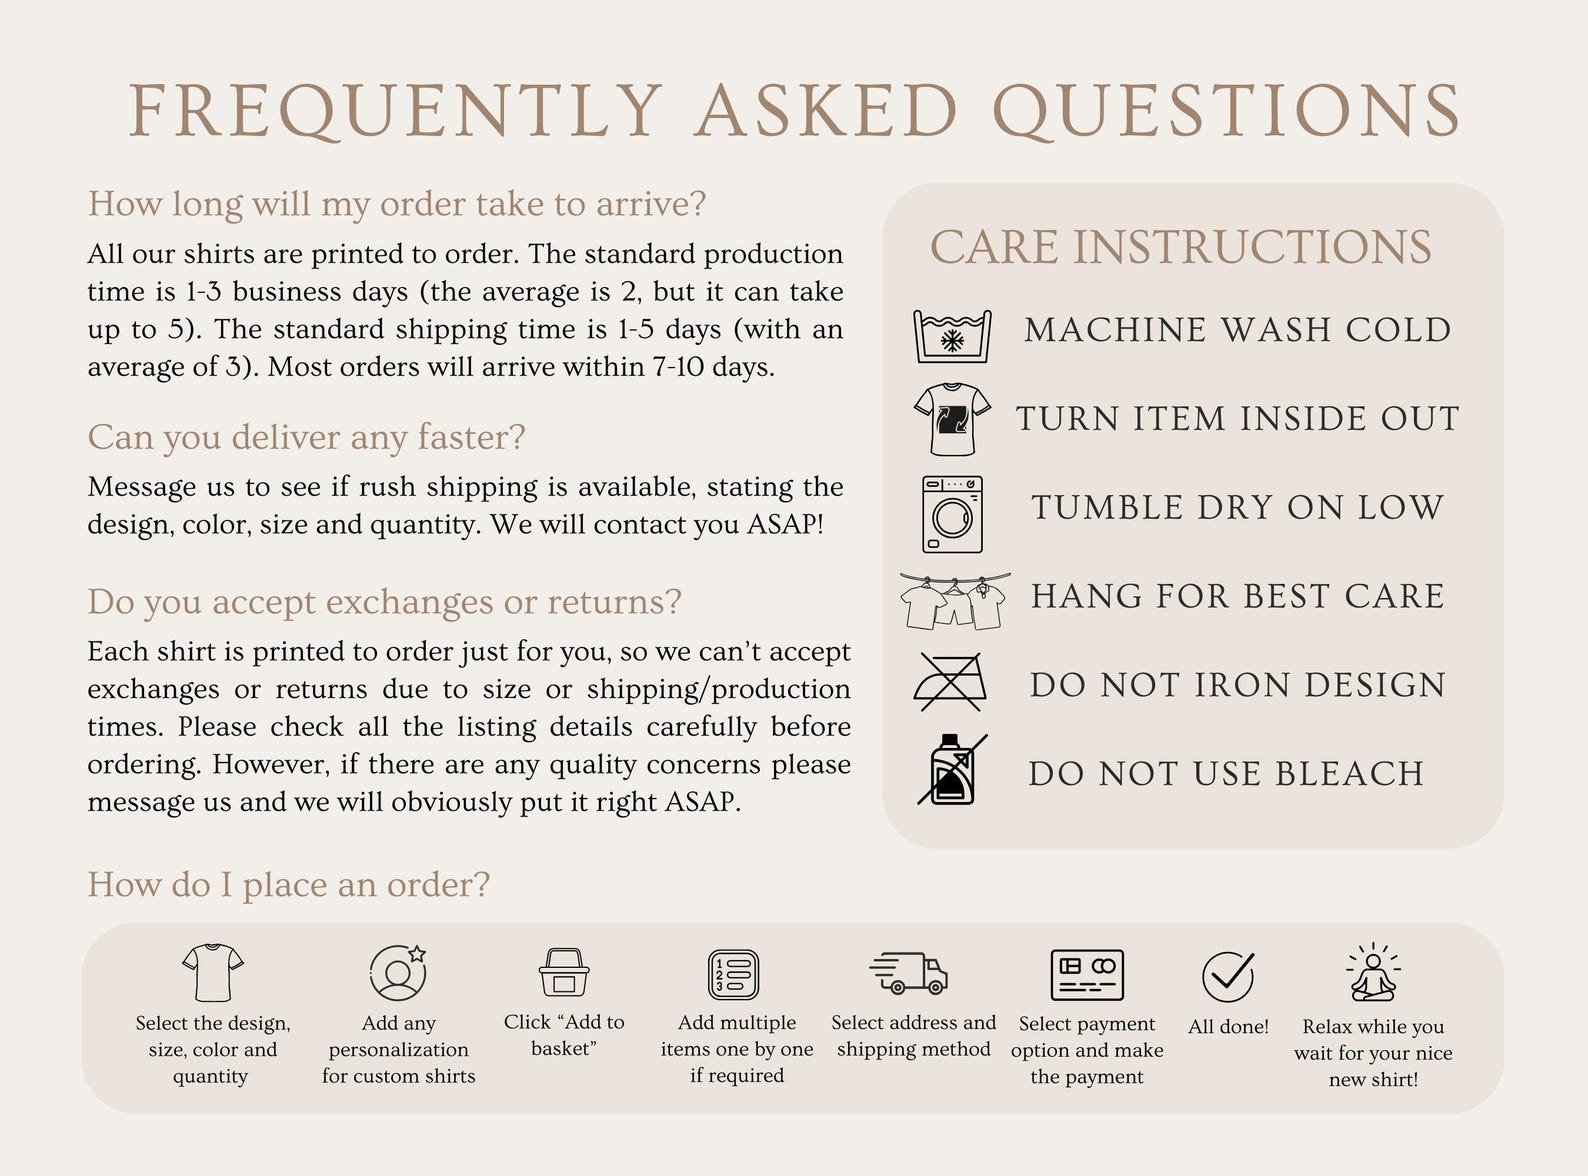 FREQUENTLY ASKED QUESTIONS
How long will my order take to arrive?
All our shirts are printed to order. The standard production
time is 1-3 business days (the average is 2, but it can take
up to 5). The standard shipping time is 1-5 days (with an
average of 3). Most orders will arrive within 7-10 days.
Can you deliver any faster?
Message us to see if rush shipping is available, stating the
design, color, size and quantity. We will contact you ASAP!
Do you accept exchanges or returns?
Each shirt is printed to order just for you, so we can’t accept
exchanges or returns due to size or shipping/production
times. Please check all the listing details carefully before
ordering. However, if there are any quality concerns please
message us and we will obviously put it right ASAP.
CARE INSTRUCTIONS
MACHINE WASH COLD
TURN ITEM INSIDE OUT
TUMBLE DRY ON LOW
HANG FOR BEST CARE
DO NOT IRON DESIGN
DO NOT USE BLEACH
How do I place an order?
Select the design,
size, color and
quantity
Add any
personalization
for custom shirts
Click “Add to
basket”
1
2
3
Add multiple
items one by one
if required
Select address and
shipping method
Select payment
option and make
the payment
All done!
Relax while you
wait for your nice
new shirt!